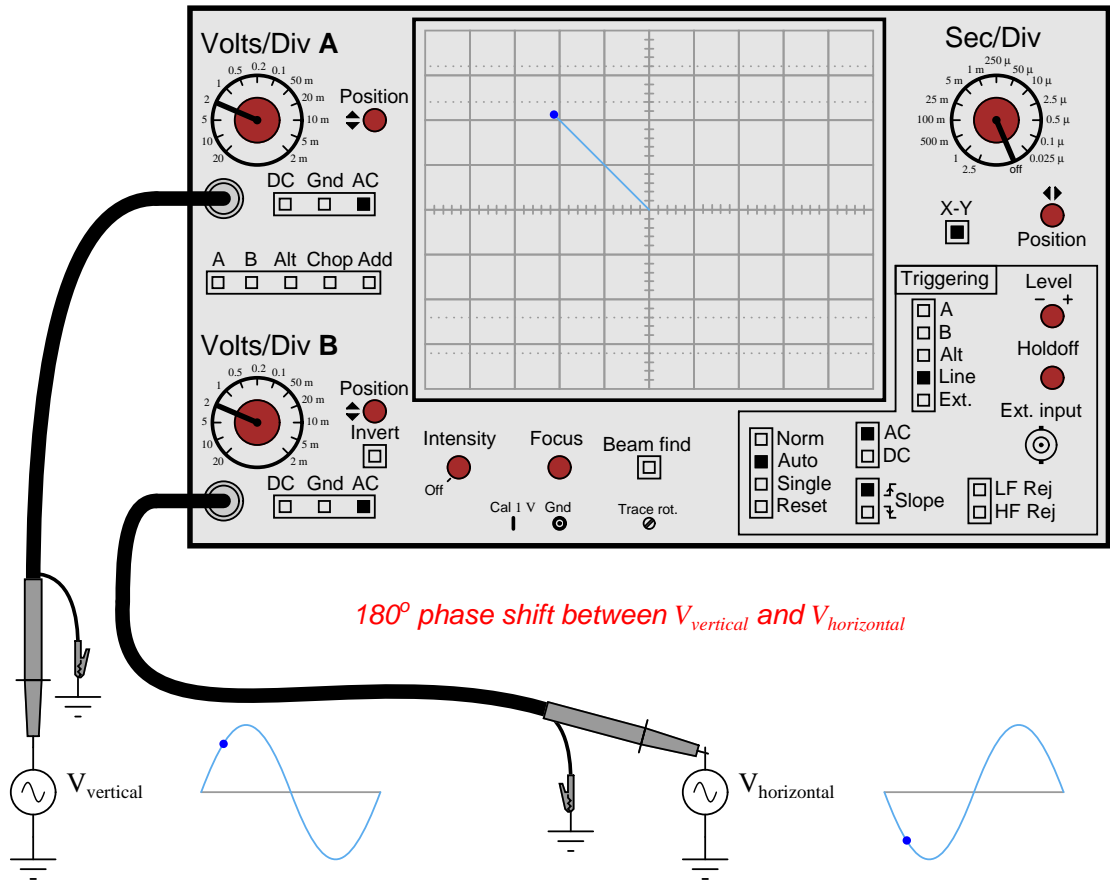 Volts/Div A
20
10
5
2
1
0.5
0.2
0.1
50 m
20 m
10 m
5 m
2 m
Position
DC Gnd AC
A B Alt Chop Add
Volts/Div B
20
10
5
2
1
0.5
0.2
0.1
50 m
20 m
10 m
5 m
2 m
Position
Invert
DC Gnd AC
Intensity
Off
Focus
Beam find
Cal 1 V Gnd
Trace rot.
Sec/Div
250 µ
50 µ
10 µ
2.5 µ
0.5 µ
0.1 µ
0.025 µ
off
2.5
1
500 m
100 m
25 m
5 m
1 m
X-Y
Position
Triggering
A
B
Alt
Line
Ext.
Level
− +
Holdoff
Ext. input
Norm
Auto
Single
Reset
AC
DC
Slope
LF Rej
HF Rej
180º phase shift between Vvertical and Vhorizontal
Vvertical
Vhorizontal